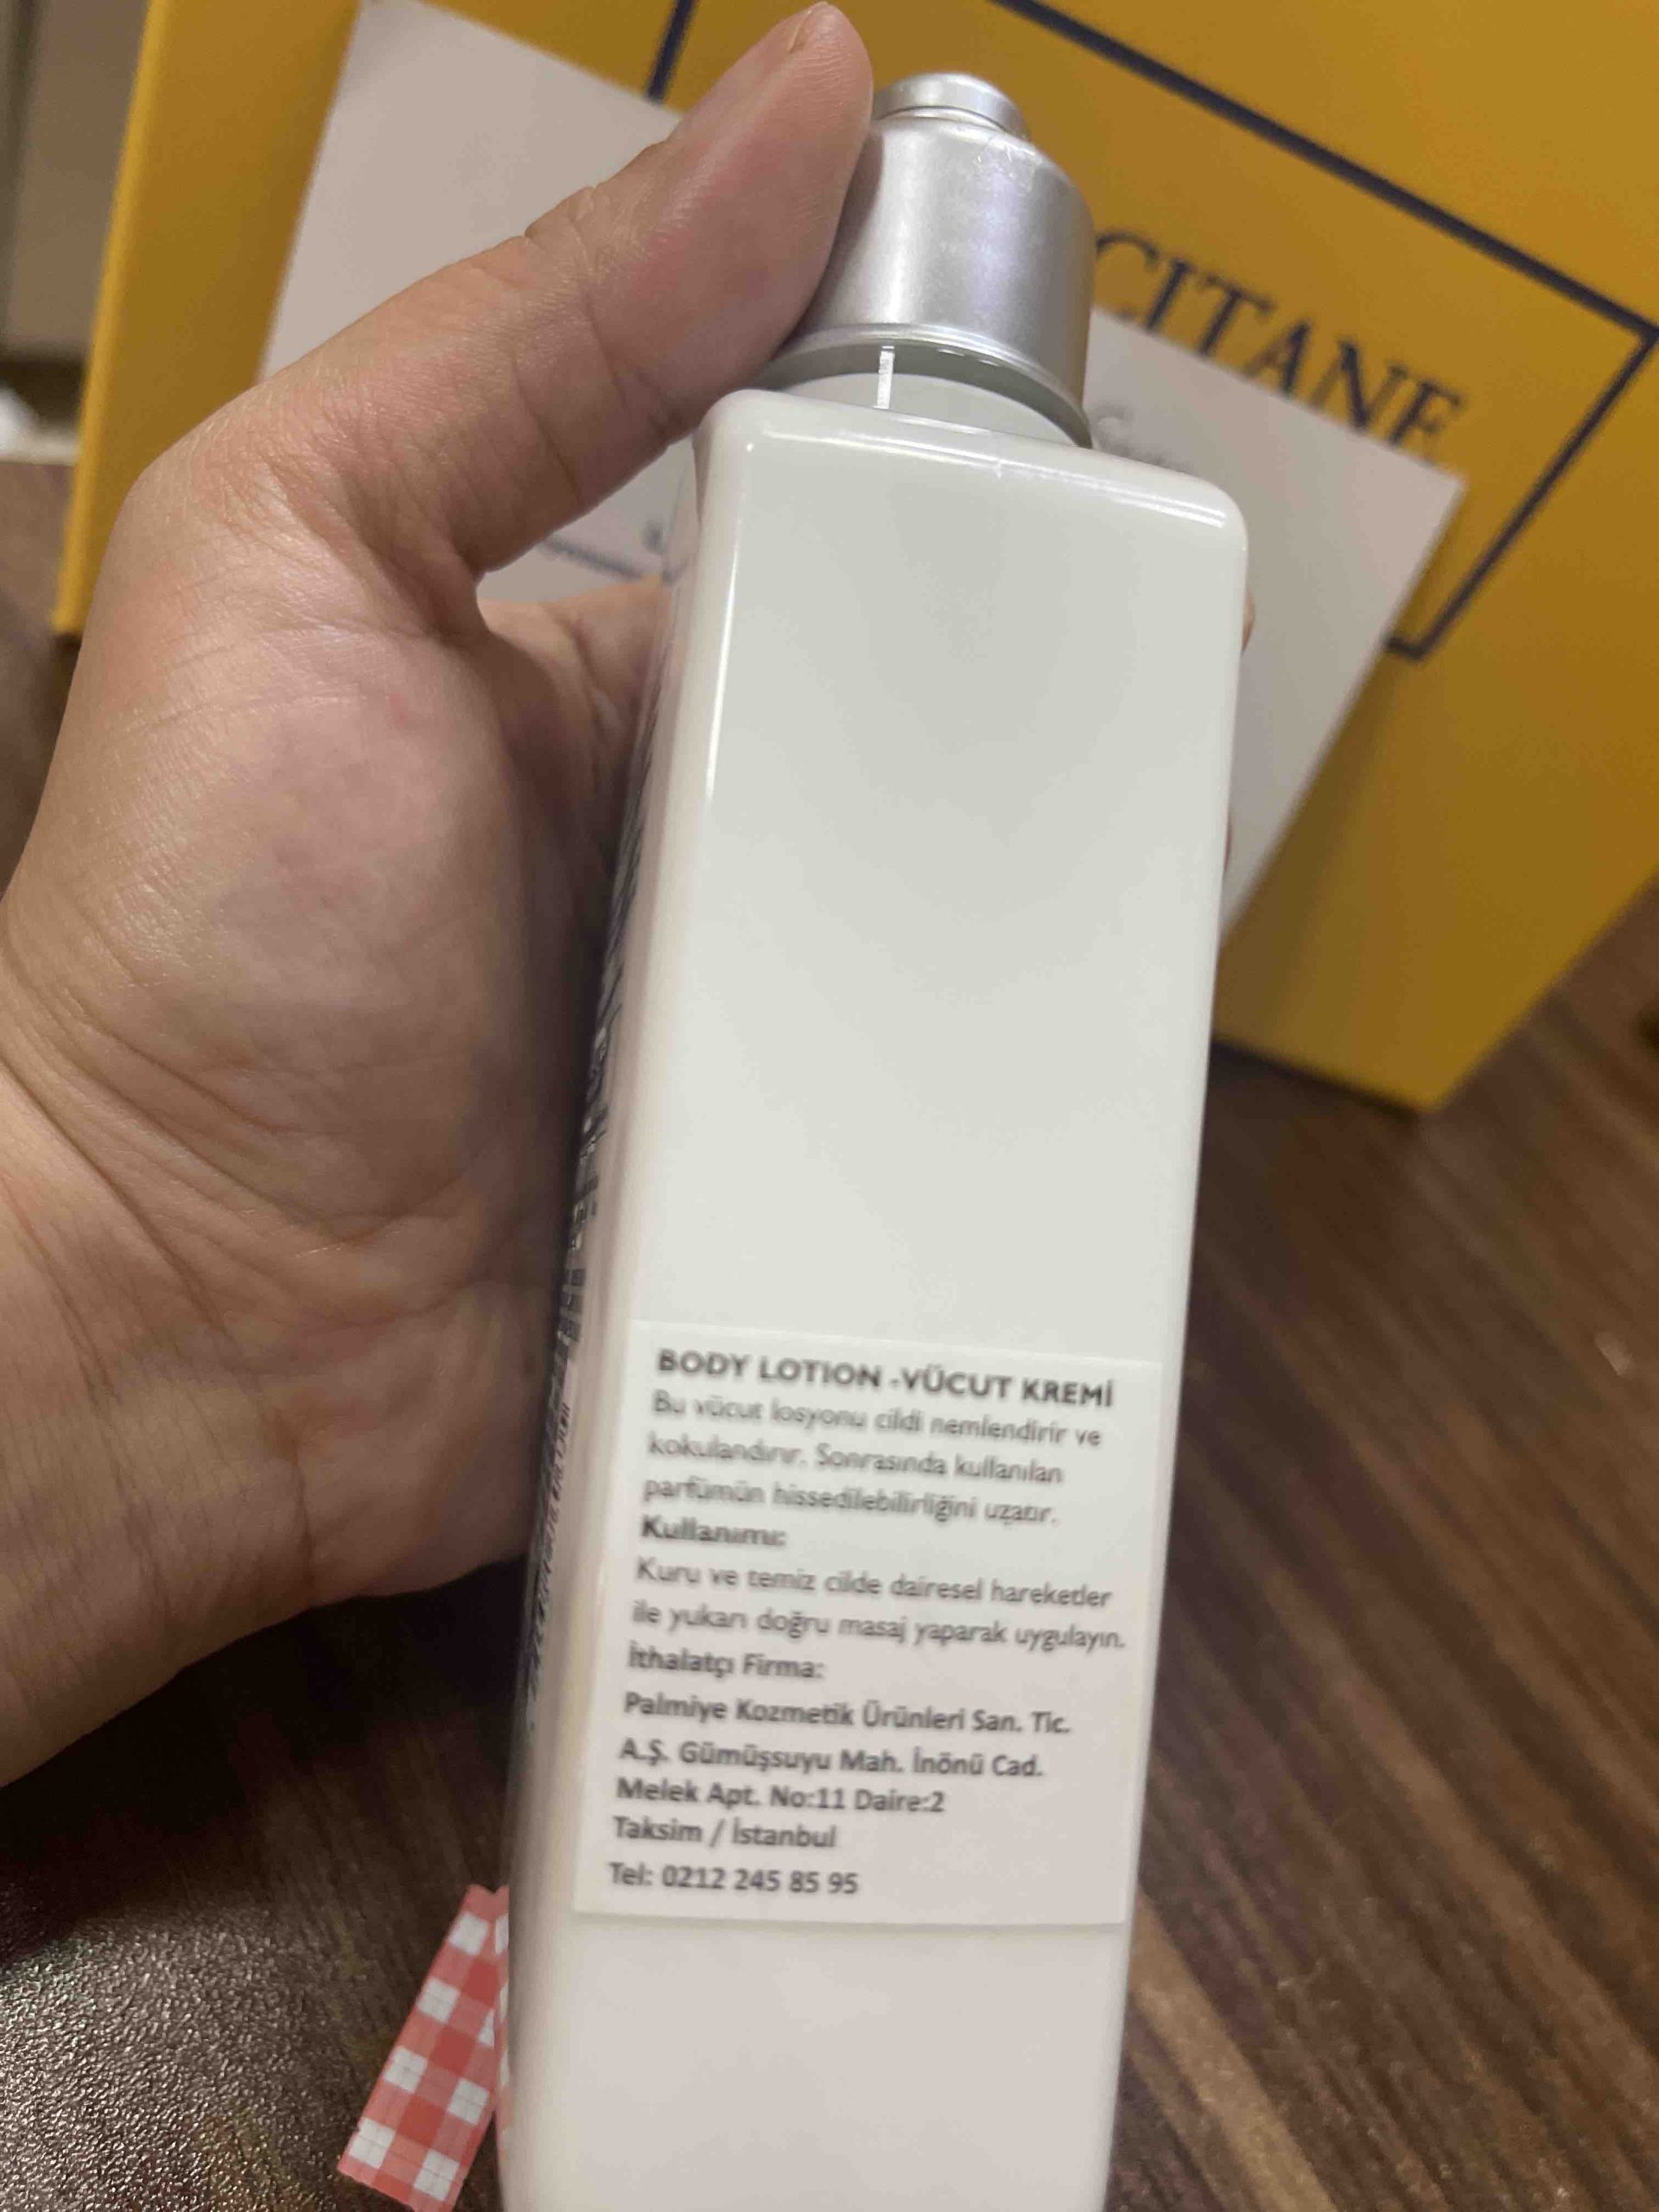 CITANE
BODY LOTION -VÜCUT KREMİ
Bu vücut losyonu cildi nemlendirir ve
kokulandırır. Sonrasında kullanılan
parfümün hissedilebilirliğini uzatır.
Kullanımı:
Kuru ve temiz cilde dairesel hareketler
ile yukarı doğru masaj yaparak uygulayın.
İthalatçı Firma:
Palmiye Kozmetik Ürünleri San. Tic.
A.Ş. Gümüşsuyu Mah. İnönü Cad.
Melek Apt. No:11 Daire:2
Taksim / İstanbul
Tel: 0212 245 85 95